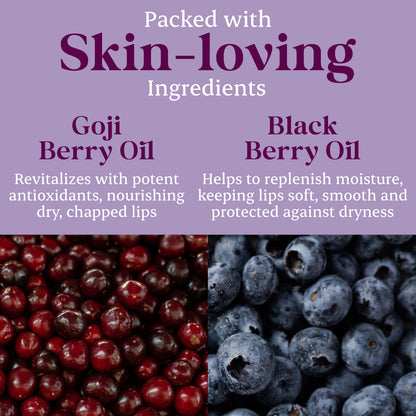 Packed with
Skin-loving
Ingredients
Goji
Berry Oil
Revitalizes with potent
antioxidants, nourishing
dry, chapped lips
Black
Berry Oil
Helps to replenish moisture,
keeping lips soft, smooth and
protected against dryness